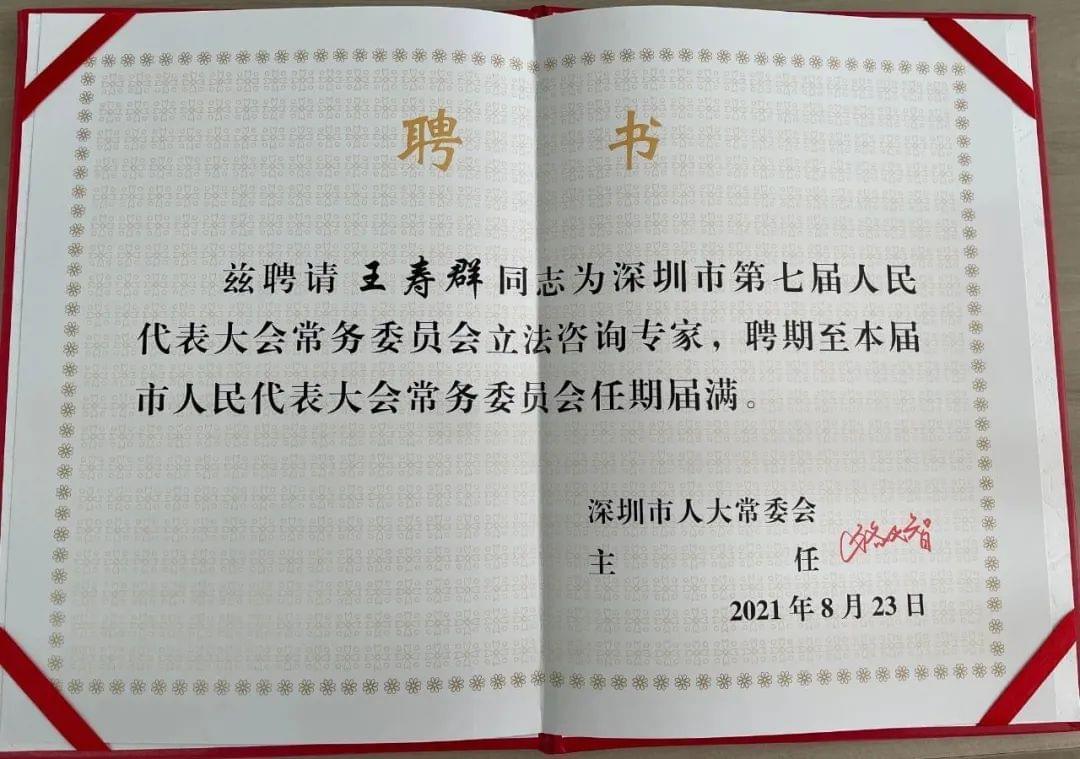 聘书
兹聘请王寿群同志为深圳市第七届人民
代表大会常务委员会立法咨询专家，聘期至本届
市人民代表大会常务委员会任期届满。
深圳市人大常委会
主任 骆文智
2021年8月23日